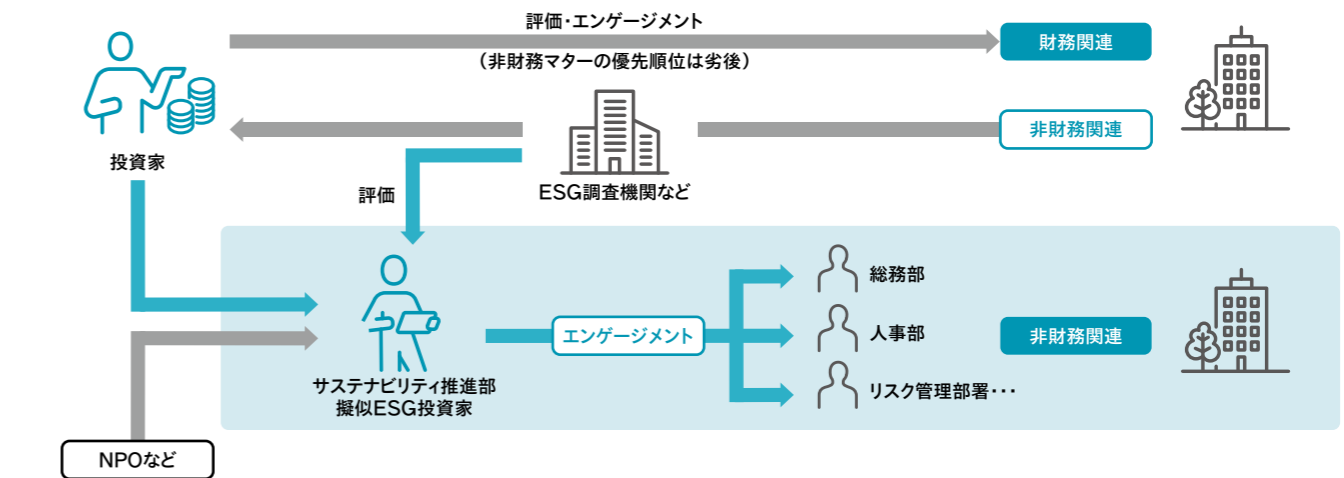 評価・エンゲージメント
(非財務マターの優先順位は劣後)
財務関連
非財務関連
投資家
ESG調査機関など
評価
サステナビリティ推進部
擬似ESG投資家
エンゲージメント
総務部
人事部
リスク管理部署・・・
非財務関連
NPOなど